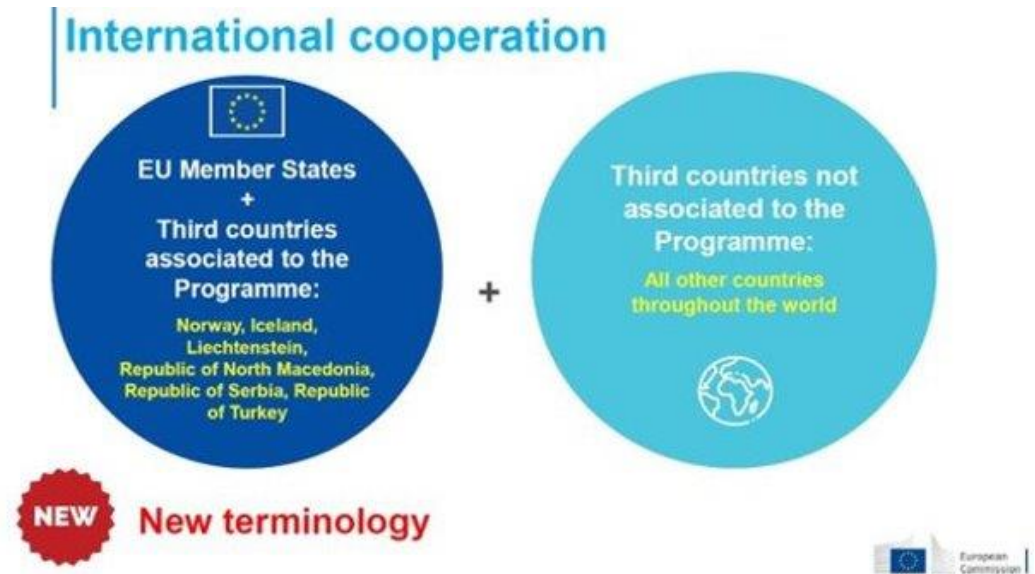 International cooperation
EU Member States
+
Third countries
associated to the
Programme:
Norway, Iceland,
Liechtenstein,
Republic of North Macedonia,
Republic of Serbia, Republic
of Turkey
+
Third countries not
associated to the
Programme:
All other countries
throughout the world
NEW
New terminology
European
Commission